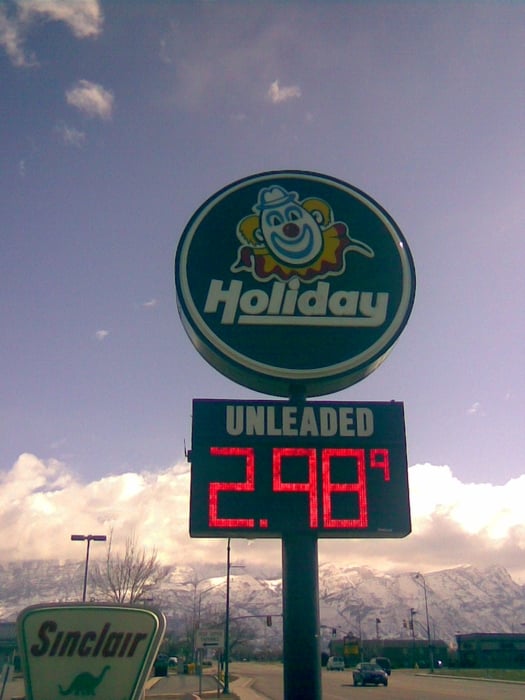 Holiday
UNLEADED
2.98⁹
Sinclair